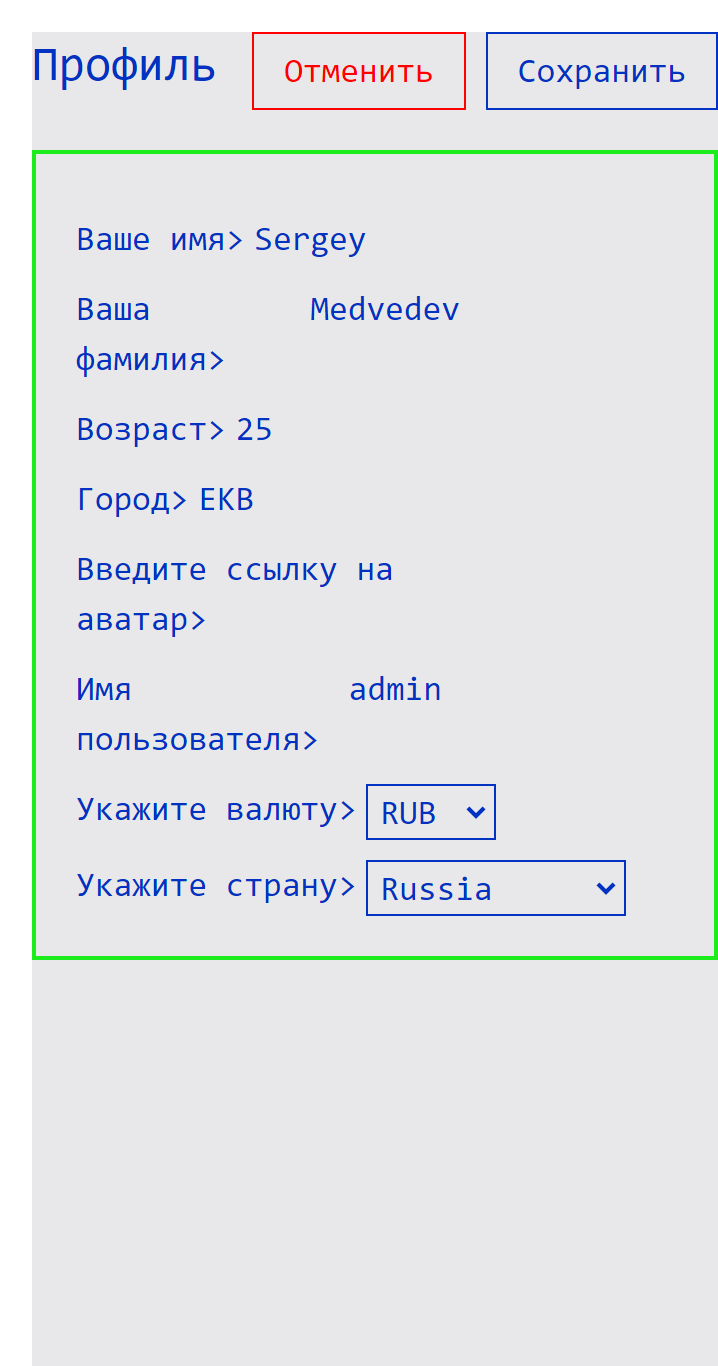 Профиль Отменить Сохранить
Ваше имя> Sergey
Ваша Medvedev
фамилия>
Возраст> 25
Город> EKB
Введите ссылку на
аватар>
Имя admin
пользователя>
Укажите валюту> RUB
Укажите страну> Russia